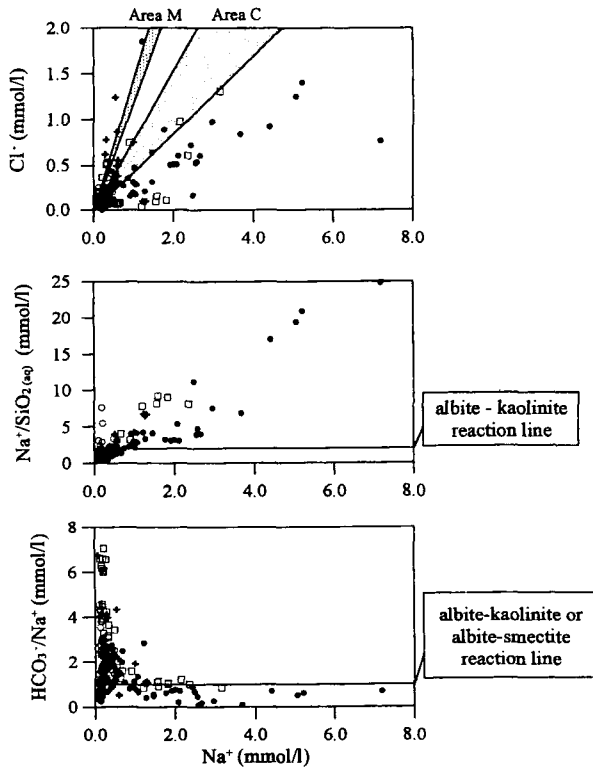 Area M Area C
2.0
1.5
1.0
0.5
0.0
Cl⁻ (mmol/l)
0.0 2.0 4.0 6.0 8.0
25
20
15
10
5
0
Na⁺/SiO₂(aq) (mmol/l)
0.0 2.0 4.0 6.0 8.0
albite - kaolinite
reaction line
8
6
4
2
0
HCO₃⁻/Na⁺ (mmol/l)
0.0 2.0 4.0 6.0 8.0
Na⁺ (mmol/l)
albite-kaolinite or
albite-smectite
reaction line